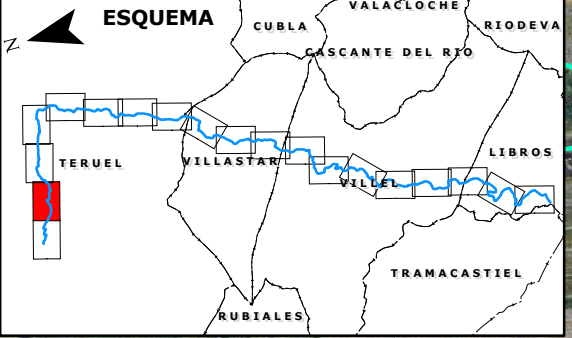 VALACLOCHE
ESQUEMA
CUBLA
RIODEVA
N
CASCANTE DEL RIO
LIBROS
TERUEL
VILLASTAR
VILLEL
TRAMACASTIEL
RUBIALES